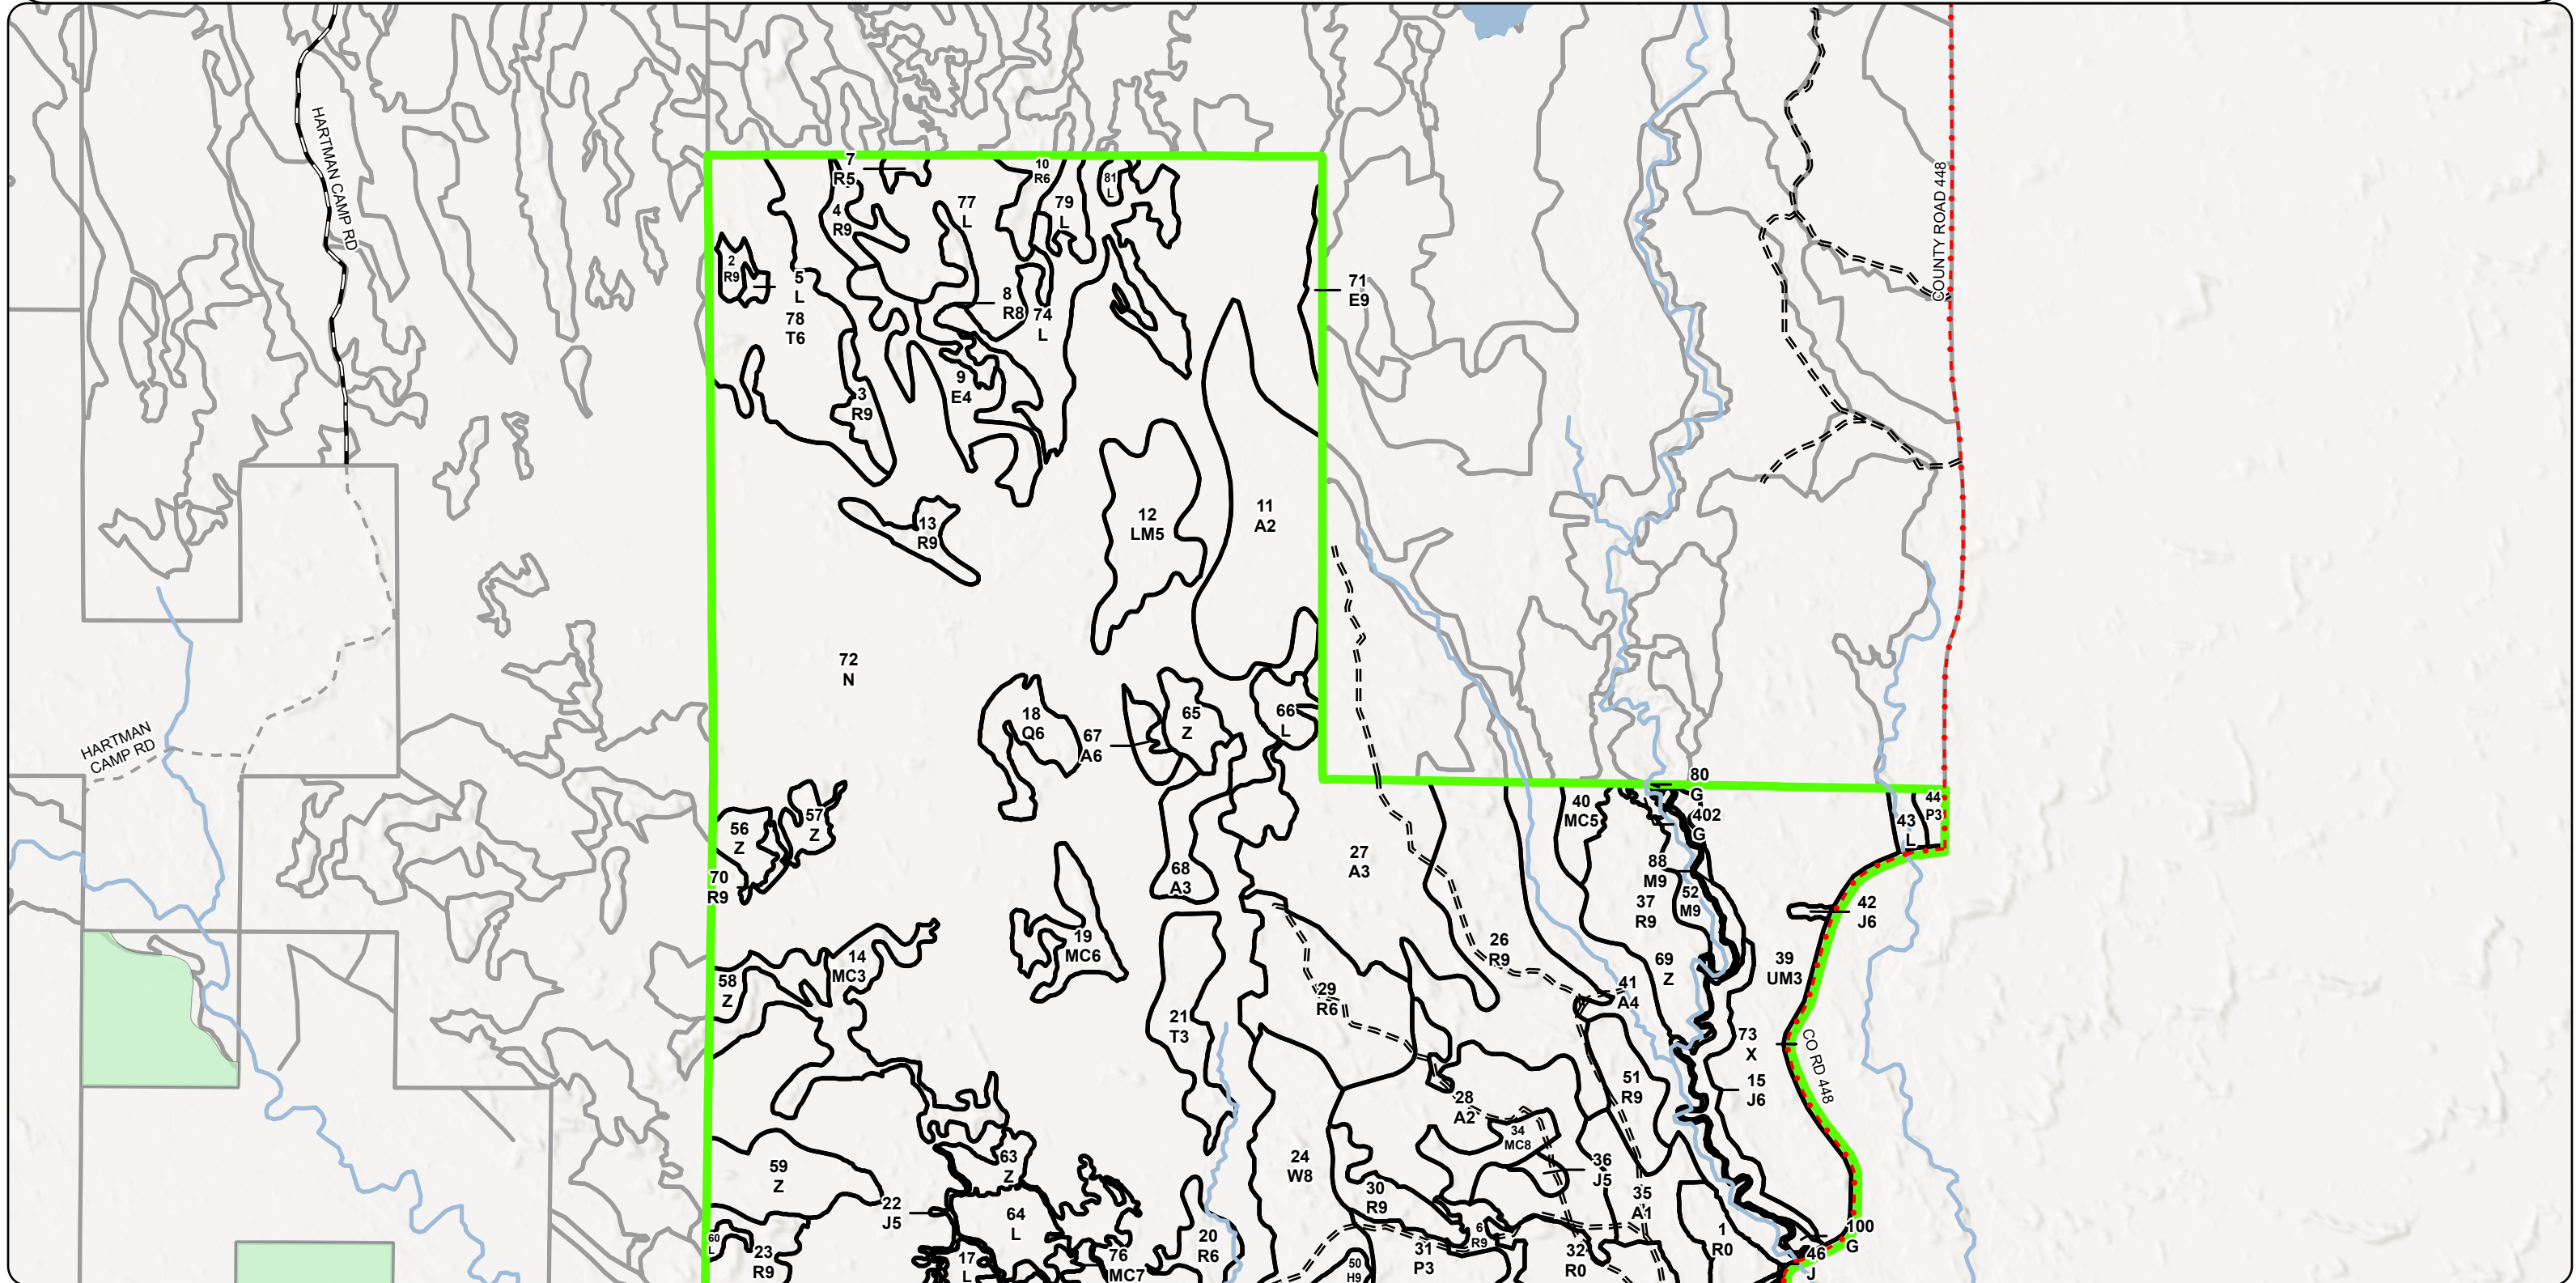 HARTMAN CAMP RD
COUNTY ROAD 448
7
R5
10
R6
81
L
4
R9
77
L
79
L
2
R9
5
L
78
T6
8
R8
74
L
71
E9
9
E4
3
R9
13
R9
12
LM5
11
A2
72
N
18
Q6
67
A6
65
Z
66
L
HARTMAN
CAMP RD
56
Z
57
Z
70
R9
68
A3
27
A3
40
MC5
80
G
402
G
44
P3
43
L
88
M9
52
M9
37
R9
42
J6
14
MC3
19
MC6
58
Z
26
R9
69
Z
39
UM3
41
A4
29
R6
21
T3
73
X
CO RD 448
15
J6
51
R9
28
A2
34
MC8
63
Z
59
Z
24
W8
36
J5
30
R9
35
A1
22
J5
64
L
60
L
23
R9
17
L
76
MC7
20
R6
6
R9
31
P3
50
H9
32
R0
1
R0
100
G
46
J